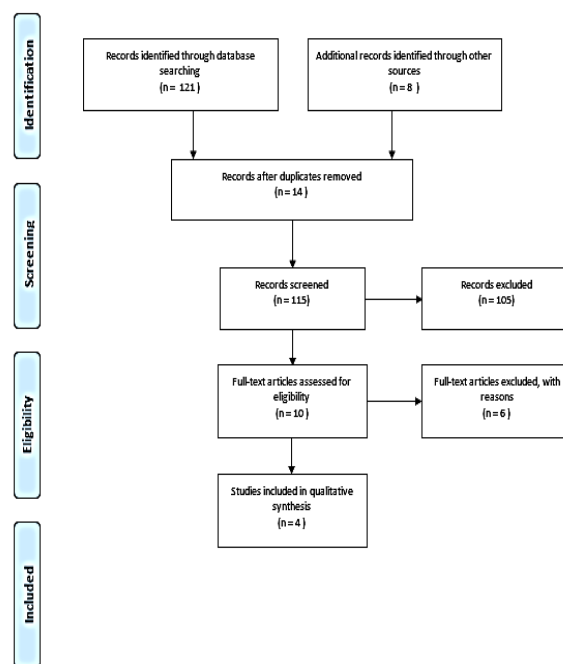 Identification
Records identified through database
searching
(n = 121)
Additional records identified through other
sources
(n = 8)
Records after duplicates removed
(n = 14)
Screening
Records screened
(n = 115)
Records excluded
(n = 105)
Eligibility
Full-text articles assessed for
eligibility
(n = 10)
Full-text articles excluded, with
reasons
(n = 6)
Studies included in qualitative
synthesis
(n = 4)
Included